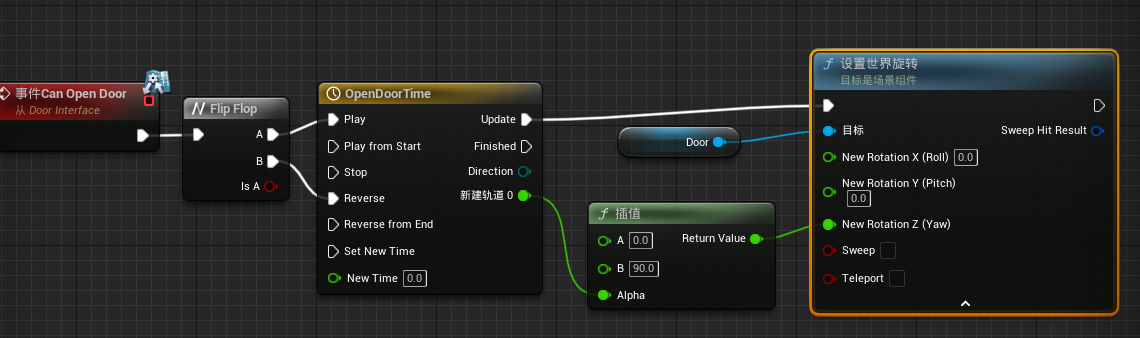 事件Can Open Door
从 Door Interface
Flip Flop
A
B
Is A
OpenDoorTime
Play
Play from Start
Stop
Reverse
Reverse from End
Set New Time
New Time 0.0
Update
Finished
Direction
新建轨道 0
Door
插值
A 0.0
B 90.0
Alpha
Return Value
设置世界旋转
目标是场景组件
目标
New Rotation X (Roll) 0.0
New Rotation Y (Pitch)
0.0
New Rotation Z (Yaw)
Sweep
Teleport
Sweep Hit Result